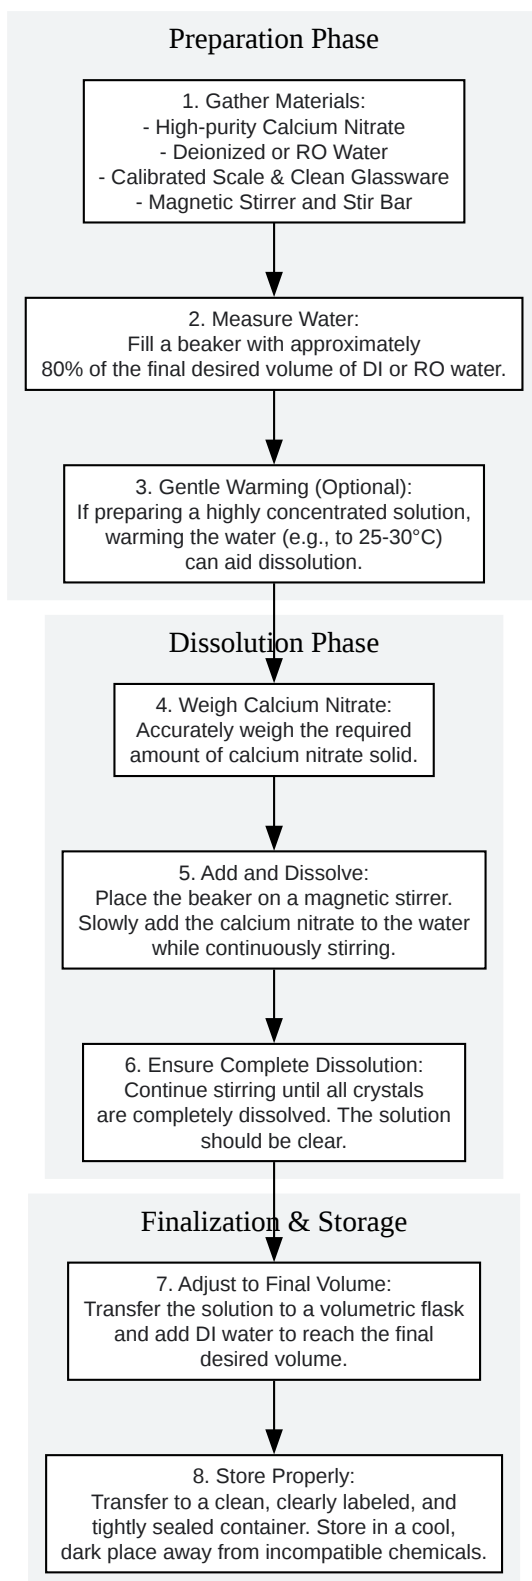 Preparation Phase
1. Gather Materials:
- High-purity Calcium Nitrate
- Deionized or RO Water
- Calibrated Scale & Clean Glassware
- Magnetic Stirrer and Stir Bar
2. Measure Water:
Fill a beaker with approximately
80% of the final desired volume of DI or RO water.
3. Gentle Warming (Optional):
If preparing a highly concentrated solution,
warming the water (e.g., to 25-30°C)
can aid dissolution.
Dissolution Phase
4. Weigh Calcium Nitrate:
Accurately weigh the required
amount of calcium nitrate solid.
5. Add and Dissolve:
Place the beaker on a magnetic stirrer.
Slowly add the calcium nitrate to the water
while continuously stirring.
6. Ensure Complete Dissolution:
Continue stirring until all crystals
are completely dissolved. The solution
should be clear.
Finalization & Storage
7. Adjust to Final Volume:
Transfer the solution to a volumetric flask
and add DI water to reach the final
desired volume.
8. Store Properly:
Transfer to a clean, clearly labeled, and
tightly sealed container. Store in a cool,
dark place away from incompatible chemicals.